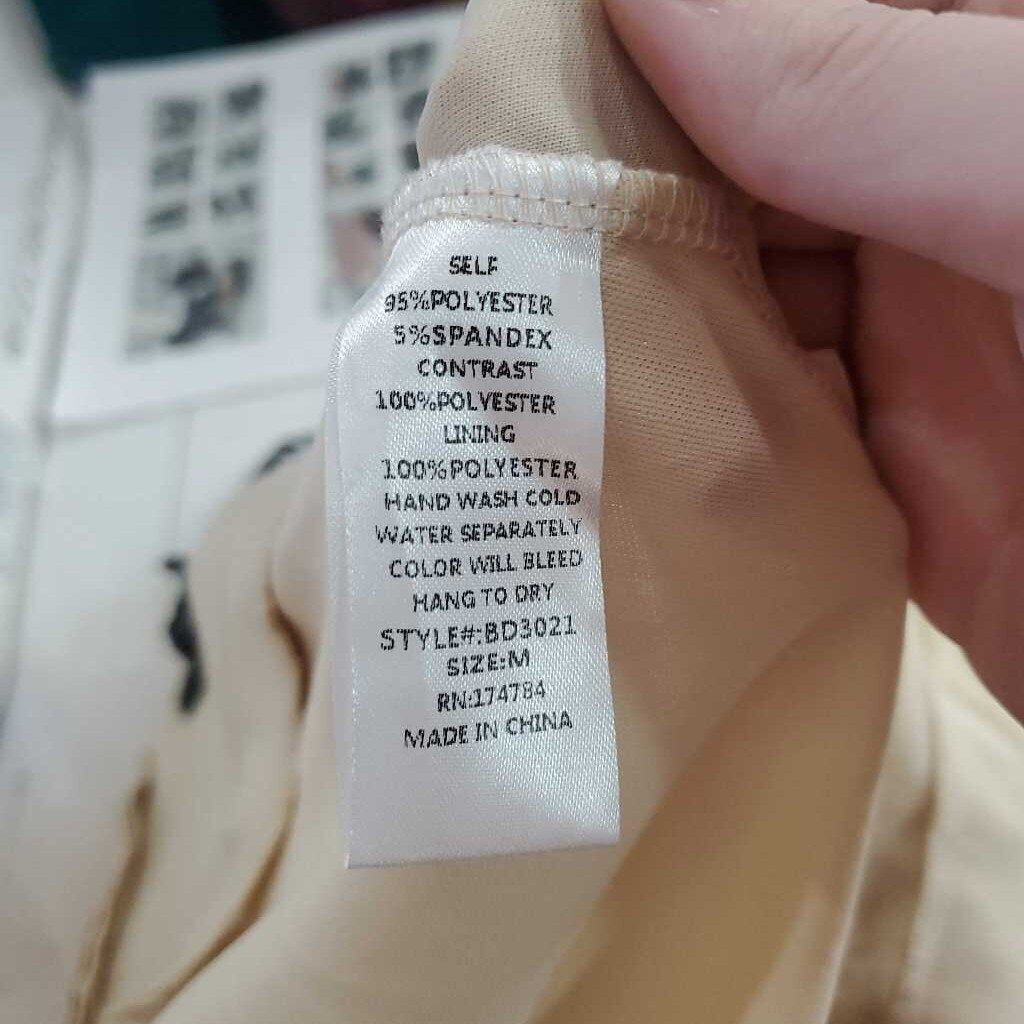 SELF
95%POLYESTER
5%SPANDEX
CONTRAST
100%POLYESTER
LINING
100%POLYESTER
HAND WASH COLD
WATER SEPARATELY
COLOR WILL BLEED
HANG TO DRY
STYLE#:BD3021
SIZE:M
RN:174784
MADE IN CHINA